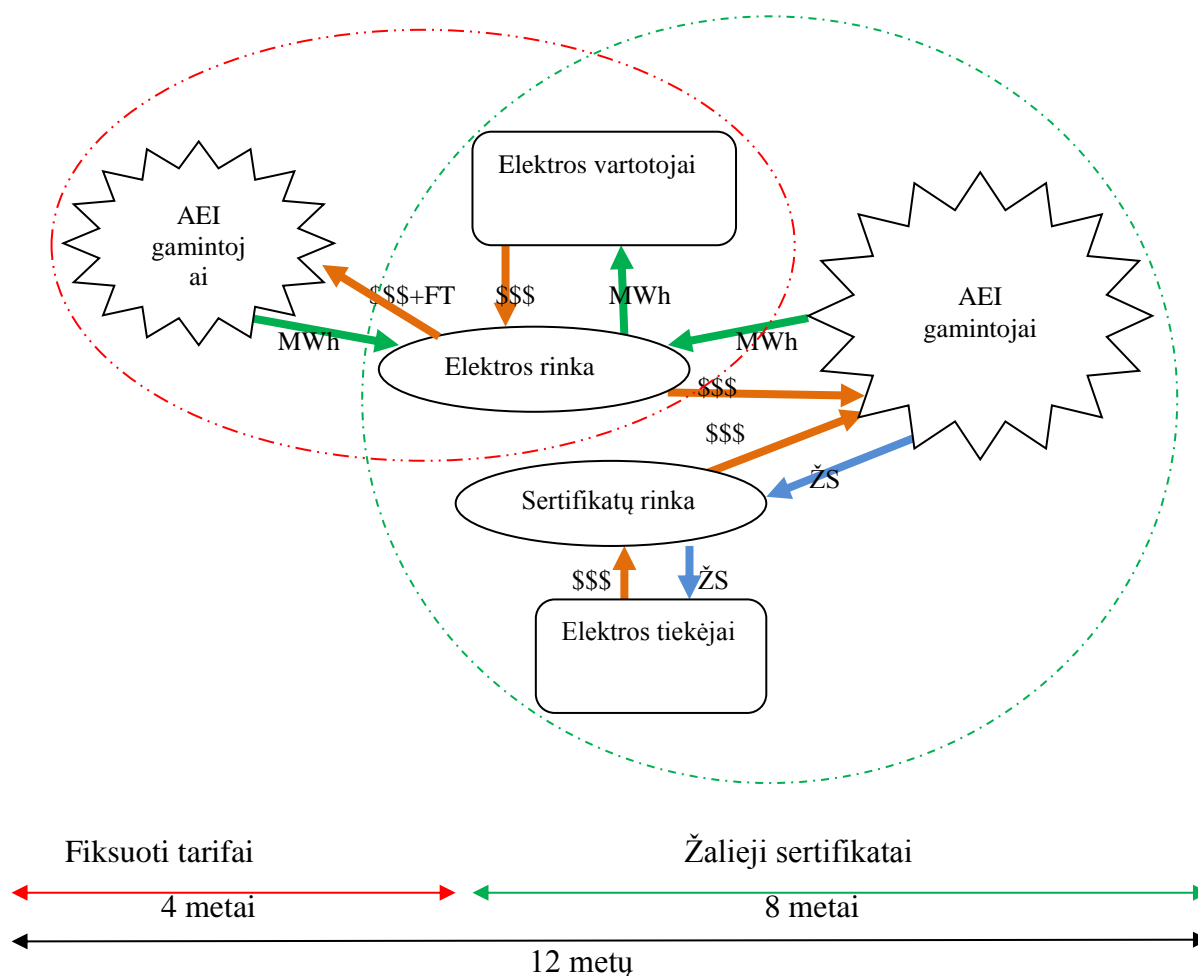 Elektros vartotojai
AEI
gamintoj
ai
AEI
gamintojai
$$$+FT
$$$
MWh
MWh
MWh
Elektros rinka
$$$
$$$
ŽS
Sertifikatų rinka
$$$
ŽS
Elektros tiekėjai
Fiksuoti tarifai
Žalieji sertifikatai
4 metai
8 metai
12 metų